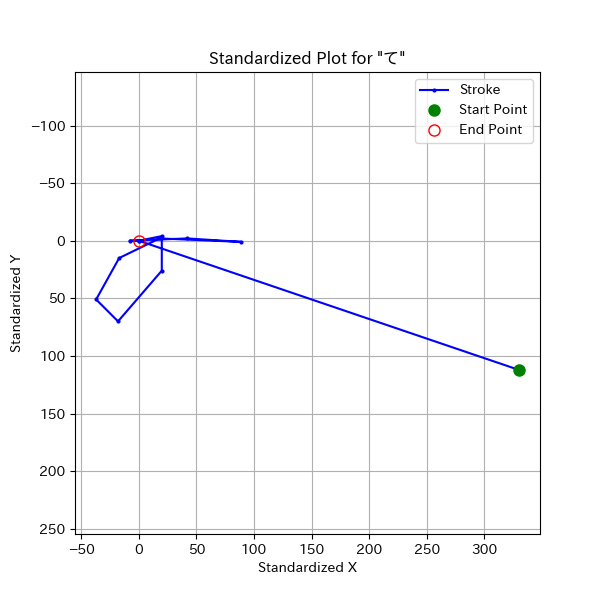 Standardized Plot for "て"
Stroke
Start Point
End Point
−100
−50
0
50
100
150
200
250
Standardized Y
−50 0 50 100 150 200 250 300
Standardized X